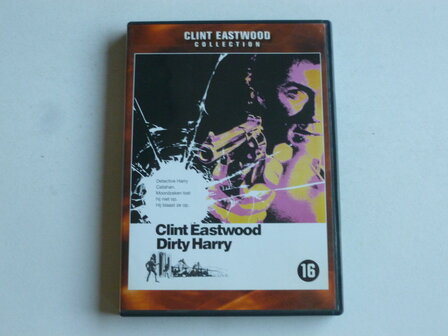 CLINT EASTWOOD
COLLECTION
Detective Harry
Callahan.
Moordzaken lost
hij niet op.
Hij blaast ze op.
Clint Eastwood
Dirty Harry
16